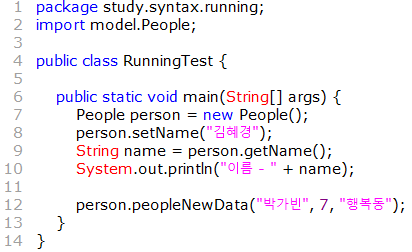 1 package study.syntax.running;
2 import model.People;
3
4 public class RunningTest {
5
6 public static void main(String[] args) {
7 People person = new People();
8 person.setName("김혜경");
9 String name = person.getName();
10 System.out.println("이름 - " + name);
11
12 person.peopleNewData("박가빈", 7, "행복동");
13 }
14 }